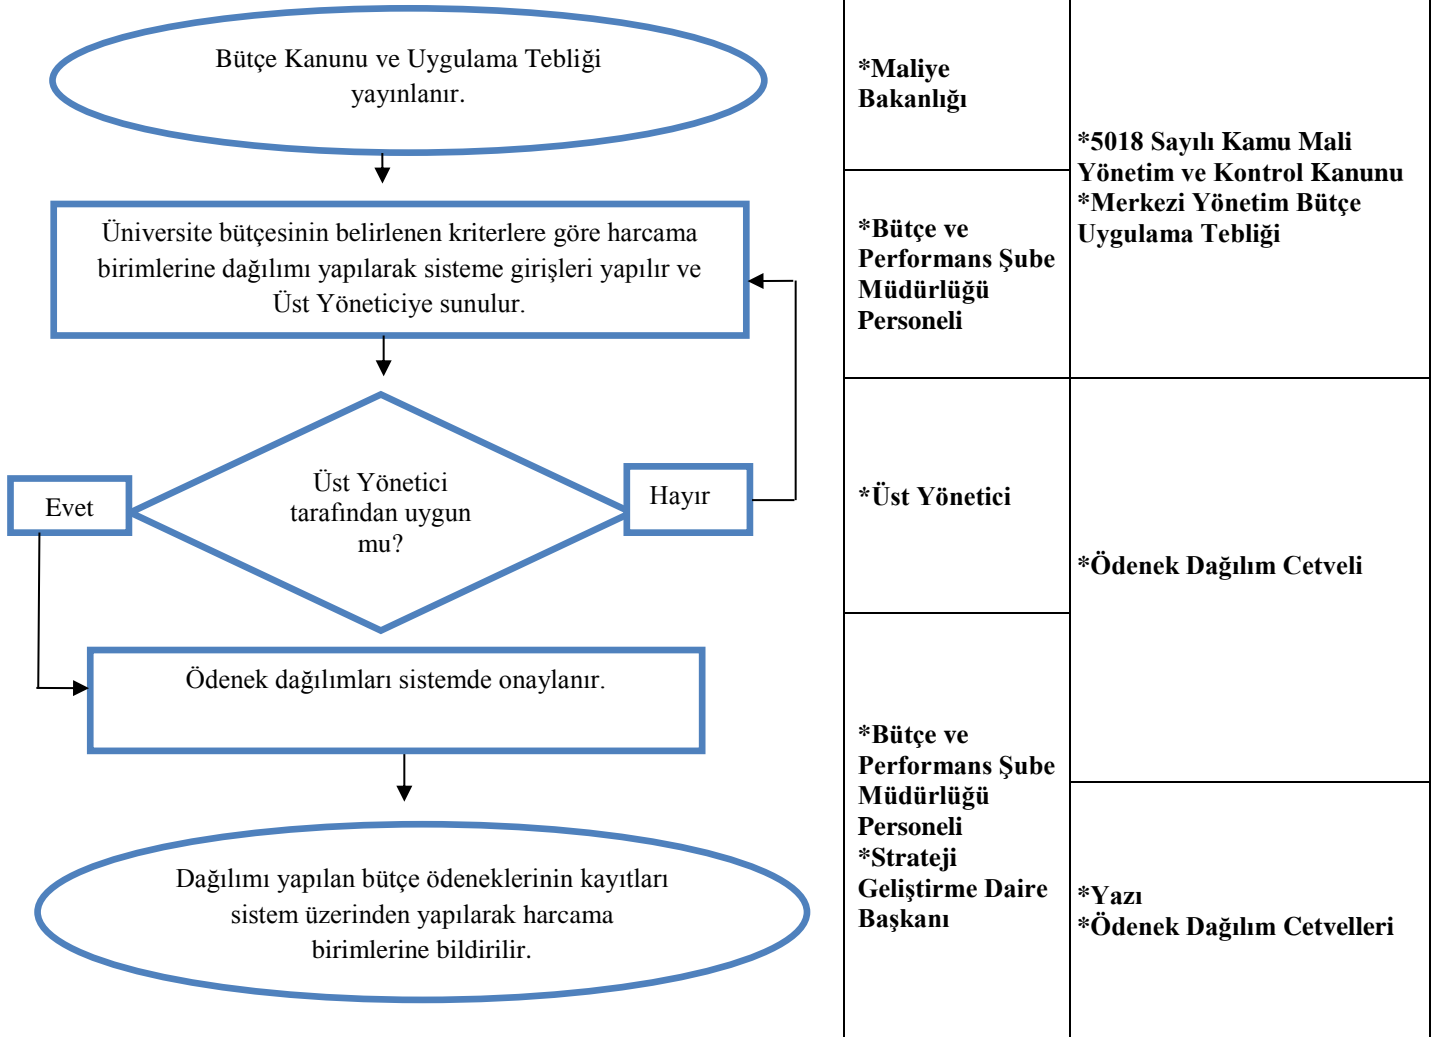 Bütçe Kanunu ve Uygulama Tebliği
yayınlanır.
Üniversite bütçesinin belirlenen kriterlere göre harcama
birimlerine dağılımı yapılarak sisteme girişleri yapılır ve
Üst Yöneticiye sunulur.
Üst Yönetici
tarafından uygun
mu?
Evet
Hayır
Ödenek dağılımları sistemde onaylanır.
Dağılımı yapılan bütçe ödeneklerinin kayıtları
sistem üzerinden yapılarak harcama
birimlerine bildirilir.
*Maliye
Bakanlığı
*Bütçe ve
Performans Şube
Müdürlüğü
Personeli
*Üst Yönetici
*Bütçe ve
Performans Şube
Müdürlüğü
Personeli
*Strateji
Geliştirme Daire
Başkanı
*5018 Sayılı Kamu Mali
Yönetim ve Kontrol Kanunu
*Merkezi Yönetim Bütçe
Uygulama Tebliği
*Ödenek Dağılım Cetveli
*Yazı
*Ödenek Dağılım Cetvelleri